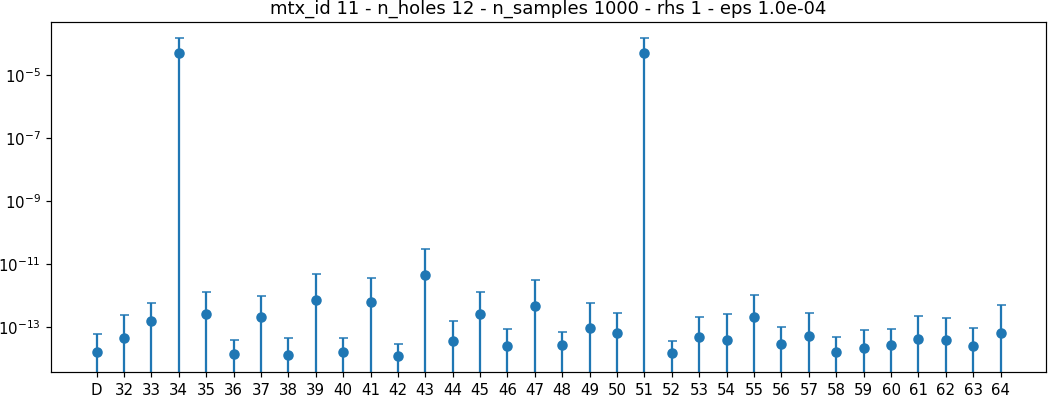 mtx_id 11 - n_holes 12 - n_samples 1000 - rhs 1 - eps 1.0e-04
10⁻⁵
10⁻⁷
10⁻⁹
10⁻¹¹
10⁻¹³
D 32 33 34 35 36 37 38 39 40 41 42 43 44 45 46 47 48 49 50 51 52 53 54 55 56 57 58 59 60 61 62 63 64